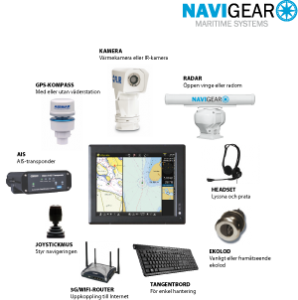 NAVIGEAR
MARITIME SYSTEMS
KAMERA
Värmekamera eller IR-kamera
GPS-KOMPASS
Med eller utan väderstation
RADAR
Öppen vinge eller radom
NAVIGEAR
AIS
AIS-transponder
HEADSET
Lyssna och prata
JOYSTICKMUS
Styr navigeringen
EKOLOD
Vanligt eller framåtseende
ekolod
5G/WIFI-ROUTER
Uppkoppling till internet
TANGENTBORD
För enkel hantering